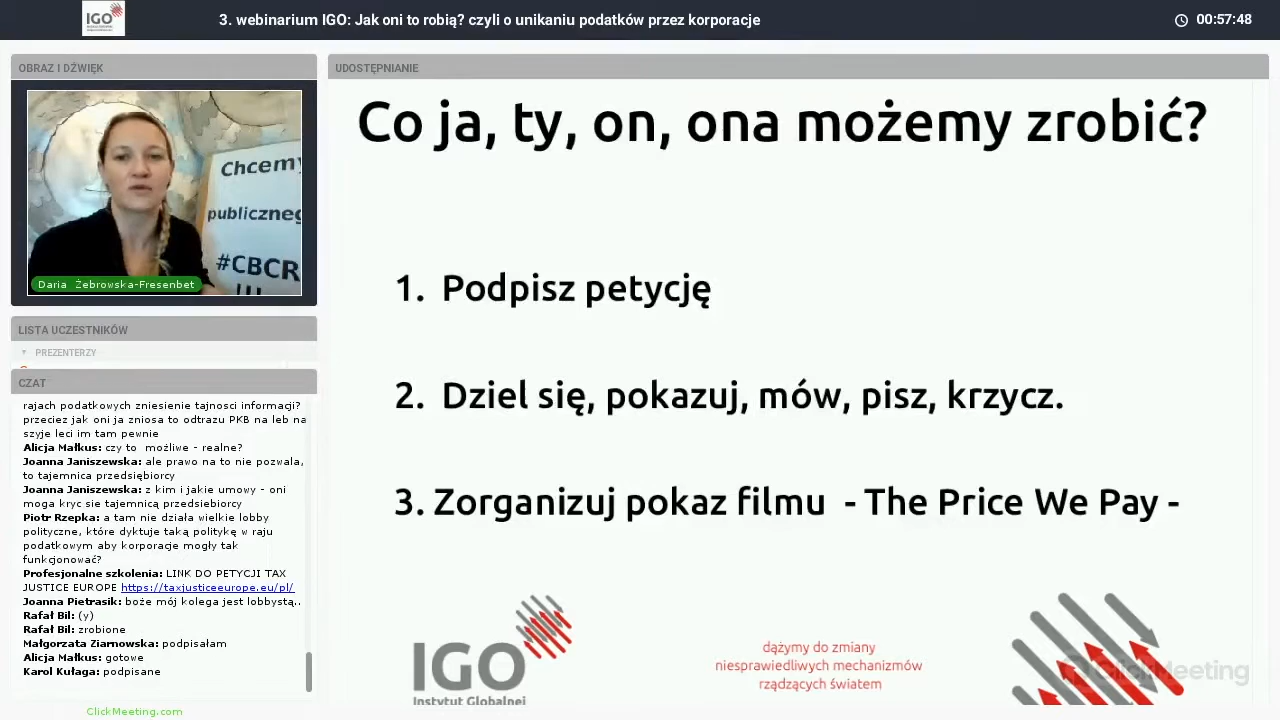 IGO
3. webinarium IGO: Jak oni to robią? czyli o unikaniu podatków przez korporacje
00:57:48
OBRAZ I DŹWIĘK
Chcemy
publiczneg
#CBCR
!!!
Daria Żebrowska-Fresenbet
LISTA UCZESTNIKÓW
PREZENTERZY
CZAT
rajach podatkowych zniesienie tajnosci informacji?
przeciez jak oni ja zniosa to odtrazu PKB na leb na
szyje leci im tam pewnie
Alicja Małkus: czy to możliwe - realne?
Joanna Janiszewska: ale prawo na to nie pozwala,
to tajemnica przedsiębiorcy
Joanna Janiszewska: z kim i jakie umowy - oni
moga kryc sie tajemnicą przedsiebiorcy
Piotr Rzepka: a tam nie działa wielkie lobby
polityczne, które dyktuje taką politykę w raju
podatkowym aby korporacje mogły tak
funkcjonować?
Profesjonalne szkolenia: LINK DO PETYCJI TAX
JUSTICE EUROPE https://taxjusticeeurope.eu/pl/
Joanna Pietrasik: boże mój kolega jest lobbystą..
Rafał Bil: (y)
Rafał Bil: zrobione
Małgorzata Ziarnowska: podpisałam
Alicja Małkus: gotowe
Karol Kułaga: podpisane
ClickMeeting.com
UDOSTĘPNIANIE
Co ja, ty, on, ona możemy zrobić?
1. Podpisz petycję
2. Dziel się, pokazuj, mów, pisz, krzycz.
3. Zorganizuj pokaz filmu - The Price We Pay -
IGO
Instytut Globalnej
dążymy do zmiany
niesprawiedliwych mechanizmów
rządzących światem
ClickMeeting